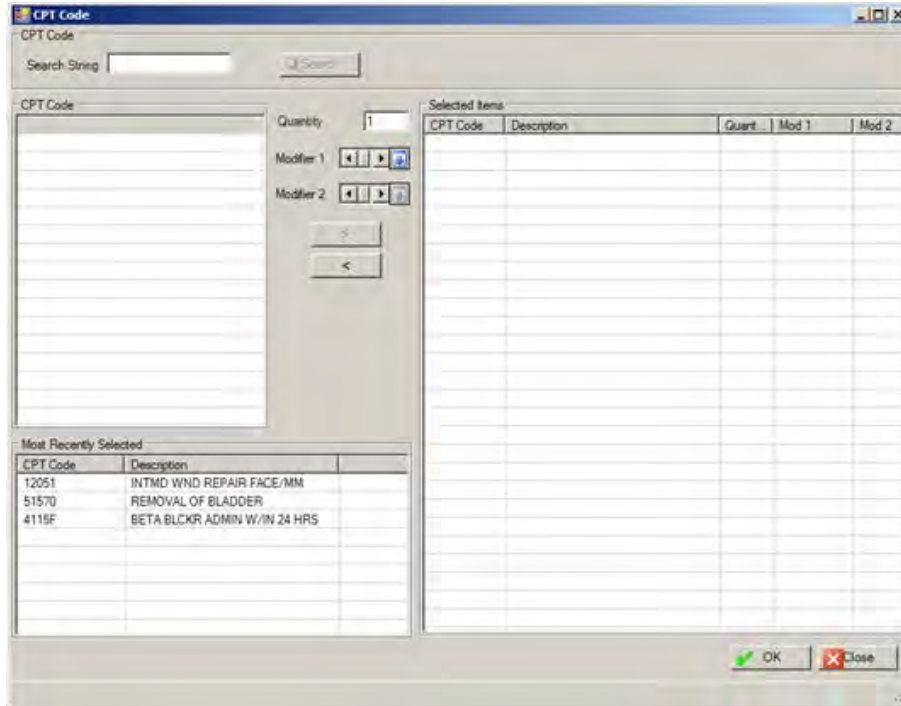 CPT Code
CPT Code
Search String
Search
CPT Code
Quantity 1
Modifier 1
Modifier 2
>
<
Selected Items
CPT Code Description Quant... Mod 1 Mod 2
Most Recently Selected
CPT Code Description
12051 INTMD WND REPAIR FACE/MM
51570 REMOVAL OF BLADDER
4115F BETA BLCKR ADMIN W/IN 24 HRS
OK Close